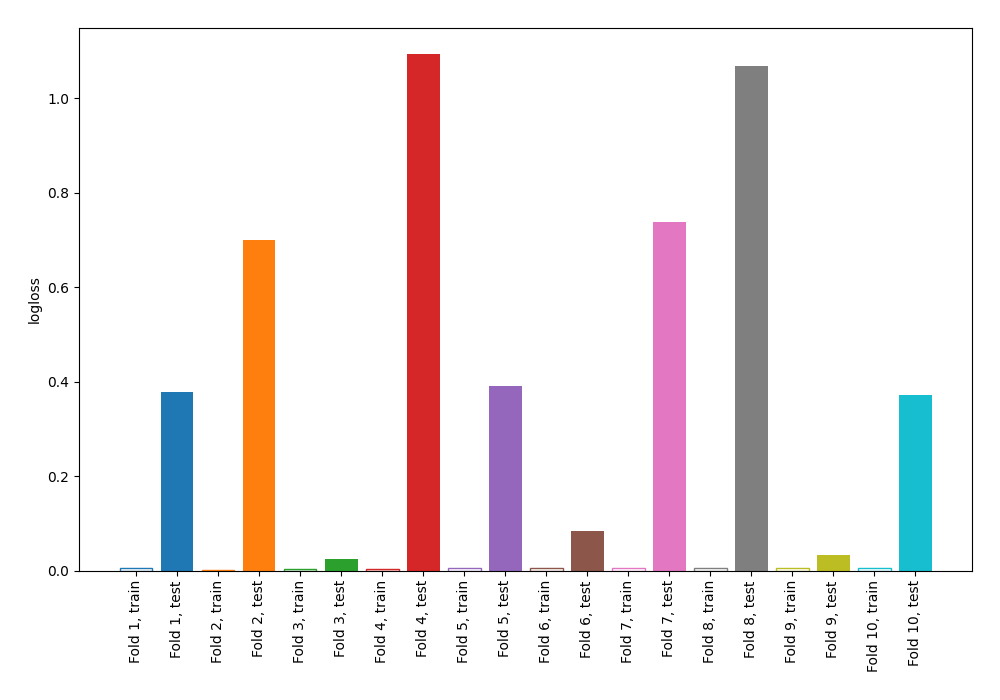 logloss
1.0
0.8
0.6
0.4
0.2
0.0
Fold 1, train
Fold 1, test
Fold 2, train
Fold 2, test
Fold 3, train
Fold 3, test
Fold 4, train
Fold 4, test
Fold 5, train
Fold 5, test
Fold 6, train
Fold 6, test
Fold 7, train
Fold 7, test
Fold 8, train
Fold 8, test
Fold 9, train
Fold 9, test
Fold 10, train
Fold 10, test